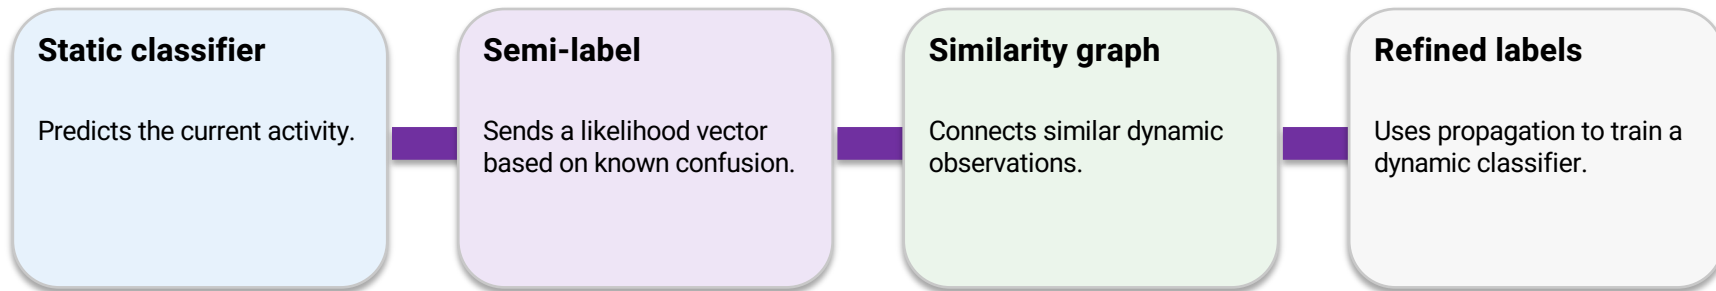 Static classifier
Predicts the current activity.
Semi-label
Sends a likelihood vector
based on known confusion.
Similarity graph
Connects similar dynamic
observations.
Refined labels
Uses propagation to train a
dynamic classifier.